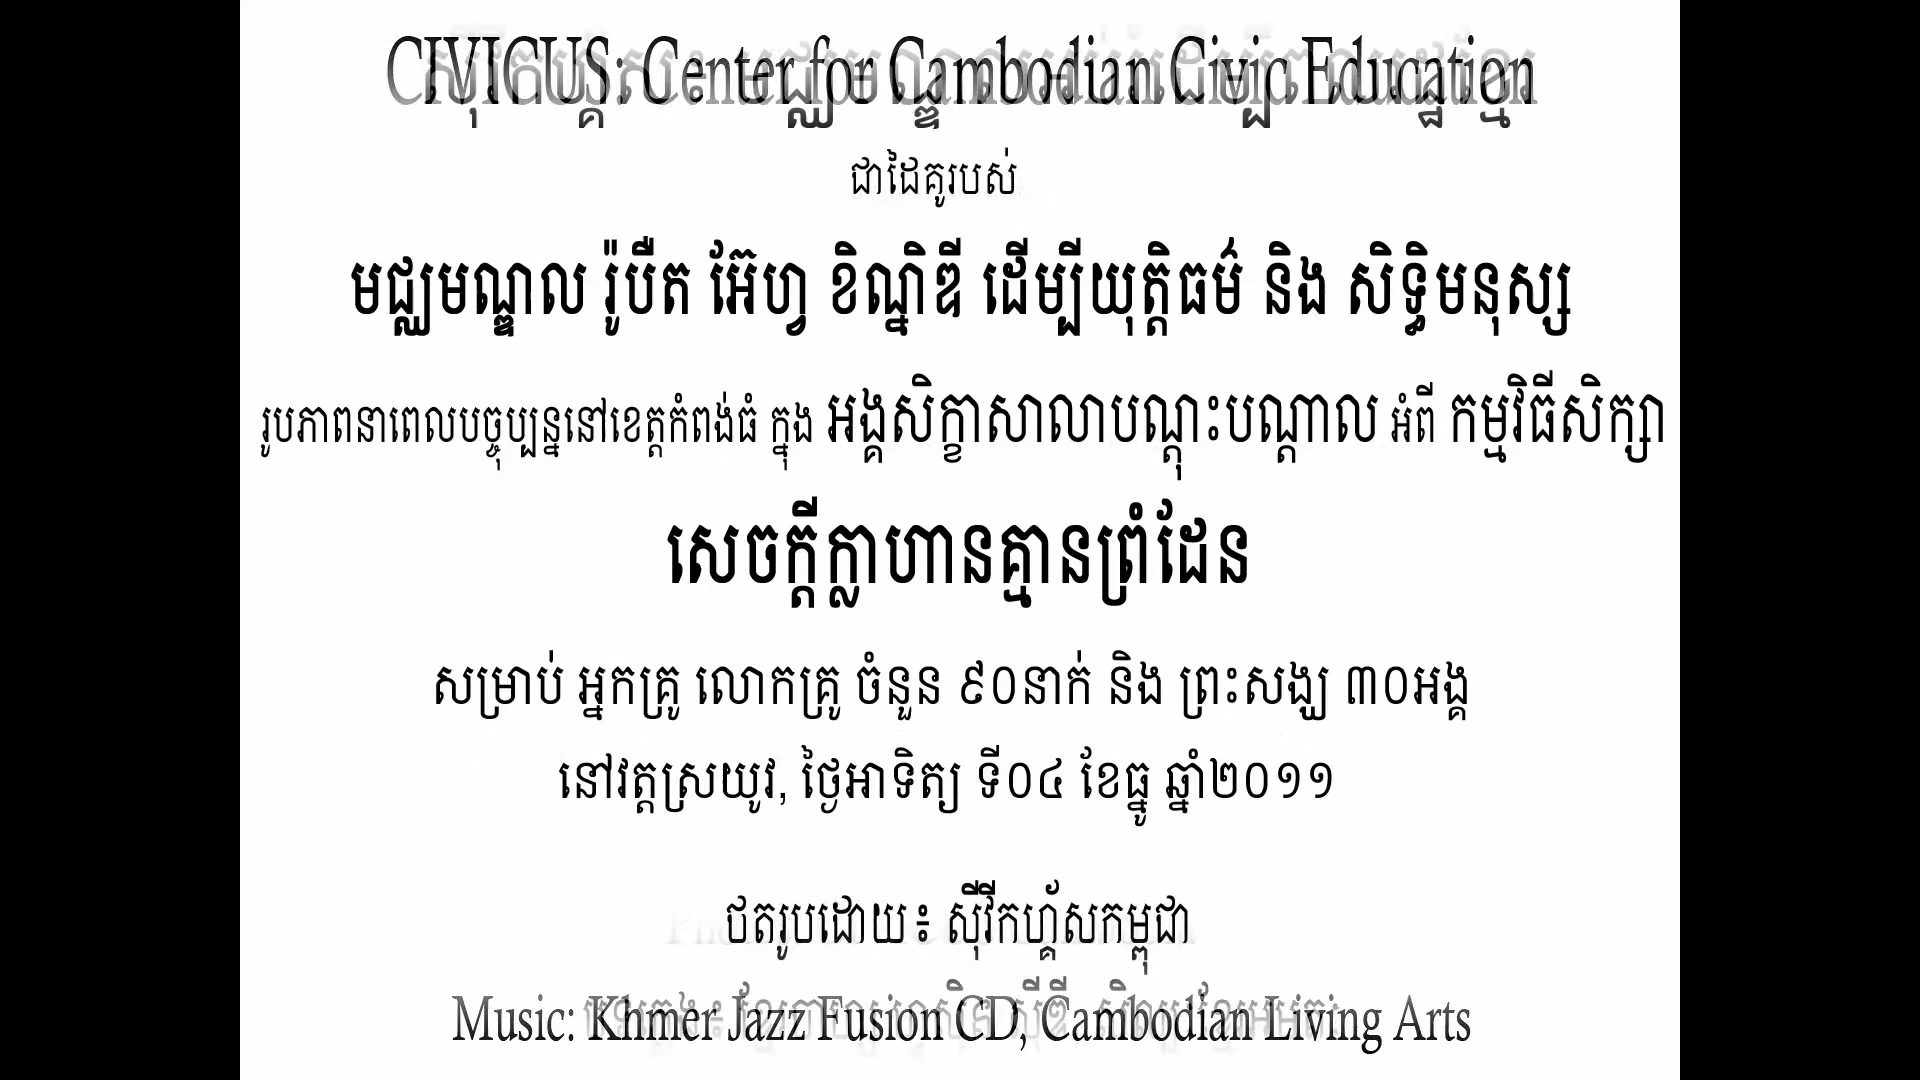 CIVICUS: Center for Cambodian Civic Education
ជាដៃគូរបស់
មជ្ឈមណ្ឌល រ៉ូបឺត អ៊ែហ្វ ខិណ្និឌី ដើម្បីយុត្តិធម៌ និង សិទ្ធិមនុស្ស
រូបភាពនាពេលបច្ចុប្បន្ននៅខេត្តកំពង់ធំ ក្នុង អង្គសិក្ខាសាលាបណ្តុះបណ្តាល អំពី កម្មវិធីសិក្សា
សេចក្តីក្លាហានគ្មានព្រំដែន
សម្រាប់ អ្នកគ្រូ លោកគ្រូ ចំនួន ៩០នាក់ និង ព្រះសង្ឃ ៣០អង្គ
នៅវត្តស្រយូវ, ថ្ងៃអាទិត្យ ទី០៤ ខែធ្នូ ឆ្នាំ២០១១
ថតរូបដោយ៖ ស៊ីវីកហ្គ័សកម្ពុជា
Music: Khmer Jazz Fusion CD, Cambodian Living Arts